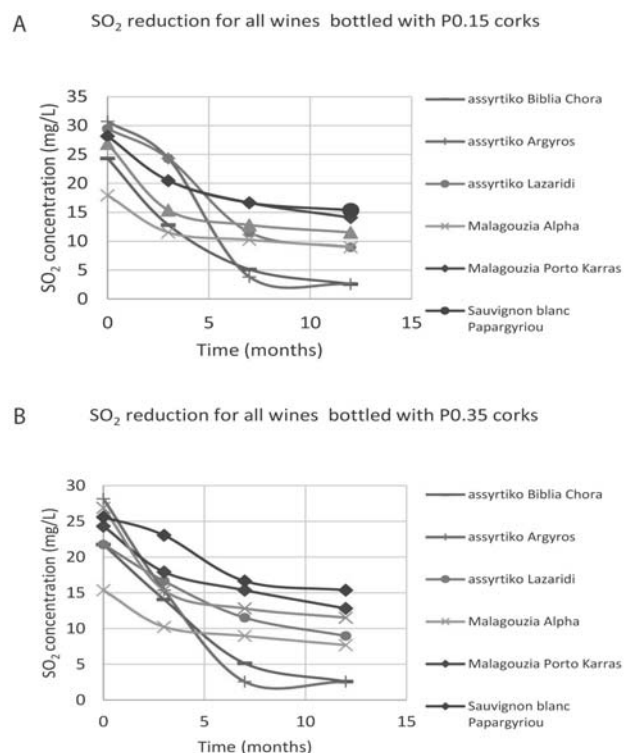 A
SO₂ reduction for all wines bottled with P0.15 corks
SO₂ concentration (mg/L)
35
30
25
20
15
10
5
0
0 5 10 15
Time (months)
assyrtiko Biblia Chora
assyrtiko Argyros
assyrtiko Lazaridi
Malagouzia Alpha
Malagouzia Porto Karras
Sauvignon blanc
Papargyriou
B
SO₂ reduction for all wines bottled with P0.35 corks
SO₂ concentration (mg/L)
30
25
20
15
10
5
0
0 5 10 15
Time (months)
assyrtiko Biblia Chora
assyrtiko Argyros
assyrtiko Lazaridi
Malagouzia Alpha
Malagouzia Porto Karras
Sauvignon blanc
Papargyriou